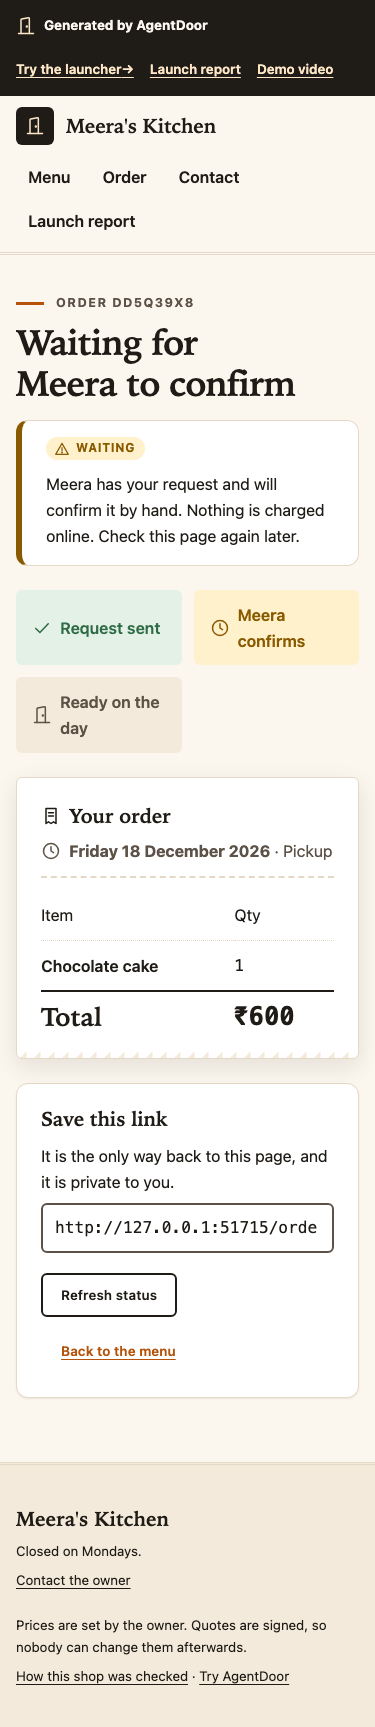 Generated by AgentDoor
Try the launcher→ Launch report Demo video
Meera's Kitchen
Menu Order Contact
Launch report
ORDER DD5Q39X8
Waiting for
Meera to confirm
WAITING
Meera has your request and will
confirm it by hand. Nothing is charged
online. Check this page again later.
Request sent
Meera
confirms
Ready on the
day
Your order
Friday 18 December 2026 · Pickup
Item Qty
Chocolate cake 1
Total ₹600
Save this link
It is the only way back to this page, and
it is private to you.
http://127.0.0.1:51715/orde
Refresh status
Back to the menu
Meera's Kitchen
Closed on Mondays.
Contact the owner
Prices are set by the owner. Quotes are signed, so
nobody can change them afterwards.
How this shop was checked · Try AgentDoor